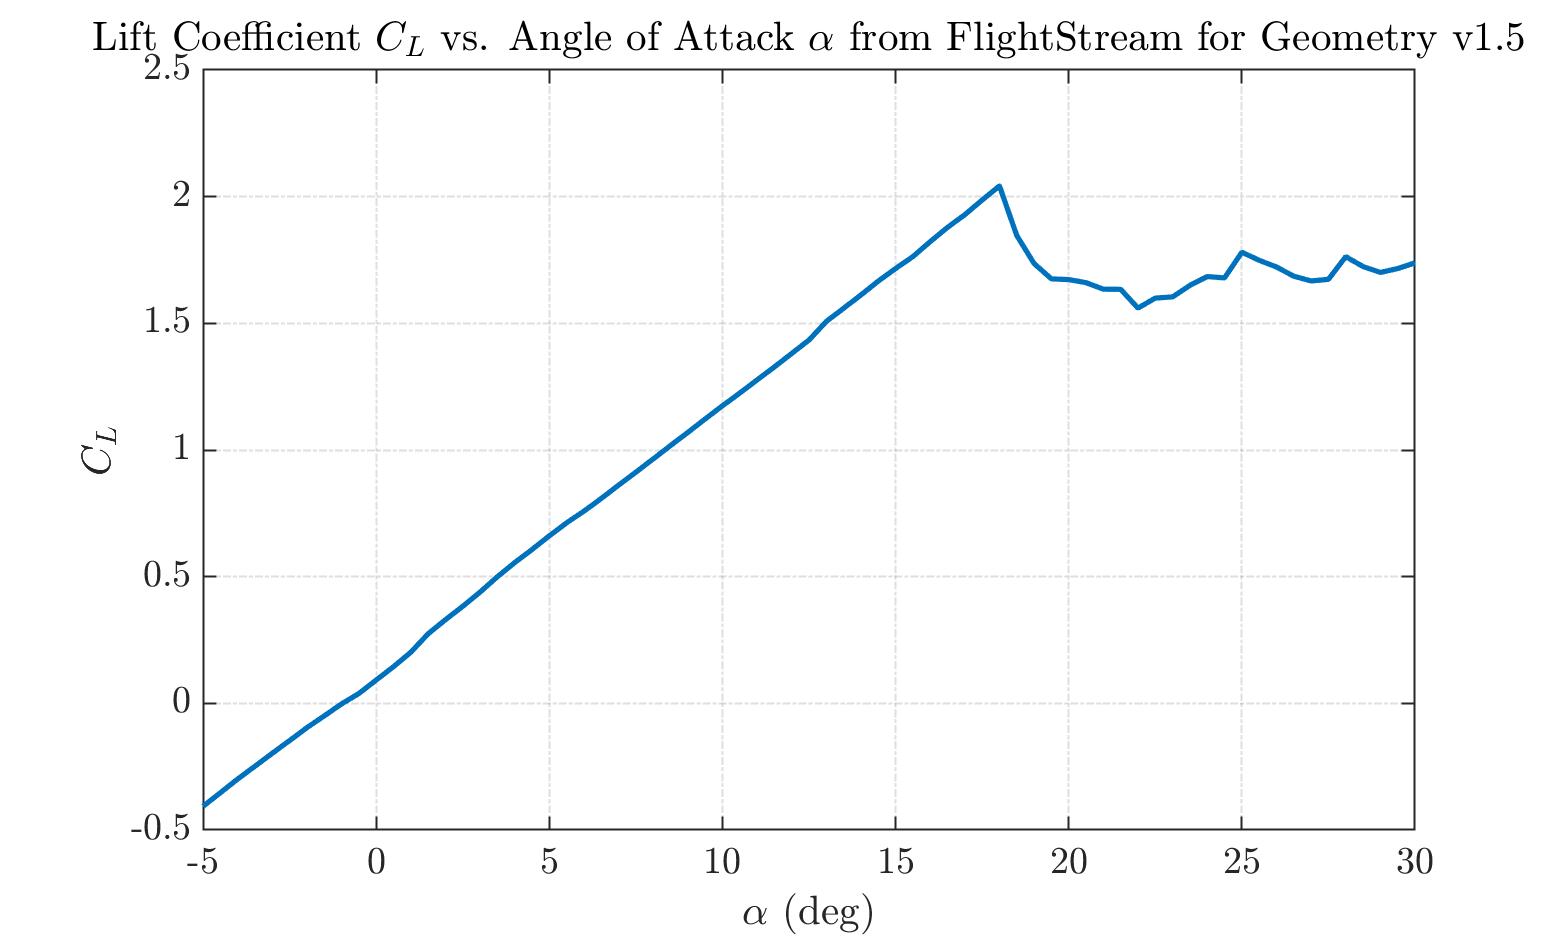 Lift Coefficient C_L vs. Angle of Attack α from FlightStream for Geometry v1.5
2.5
2
1.5
1
0.5
0
-0.5
C_L
-5 0 5 10 15 20 25 30
α (deg)